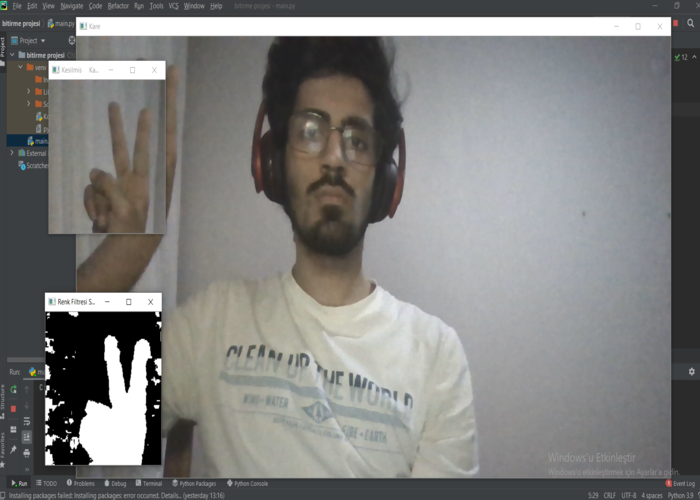 File Edit View Navigate Code Refactor Run Tools VCS Window Help bitirme projesi - main.py
bitirme projesi main.py
Kare
Project
Project
12
bitirme projesi
venv
Kesilmis Ka...
main.
External
Scratches
Renk Filtresi S...
CLEAN UP THE WORLD
WIND • WATER
FIRE • EARTH
Run:
Structure
Favorites
Windows'u Etkinleştir
Windows'u etkinleştirmek için Ayarlar'a gidin.
Run TODO Problems Debug Terminal Python Packages Python Console Event Log
Installing packages failed: Installing packages: error occurred. Details... (yesterday 13:16) 5:29 CRLF UTF-8 4 spaces Python 3.9